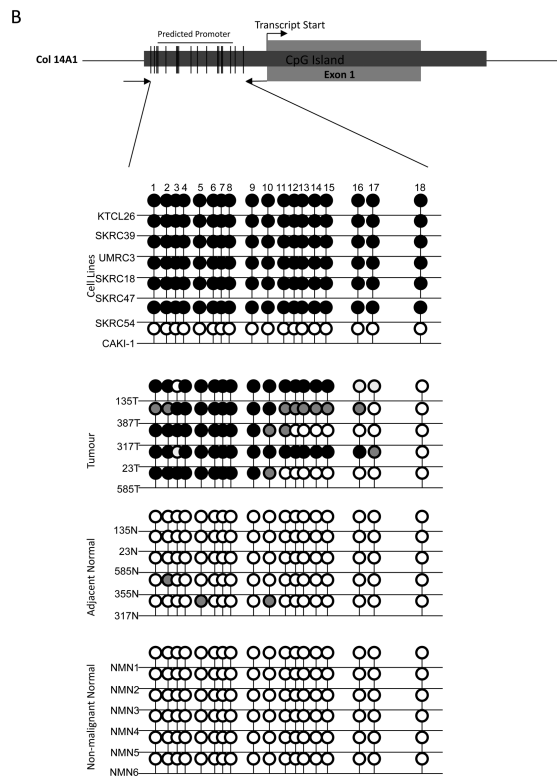 B
Transcript Start
Predicted Promoter
Col 14A1
CpG Island
Exon 1
1 2 3 4 5 6 7 8 9 10 11 12 13 14 15 16 17 18
Cell Lines
KTCL26
SKRC39
UMRC3
SKRC18
SKRC47
SKRC54
CAKI-1
Tumour
135T
387T
317T
23T
585T
Adjacent Normal
135N
23N
585N
355N
317N
Non-malignant Normal
NMN1
NMN2
NMN3
NMN4
NMN5
NMN6